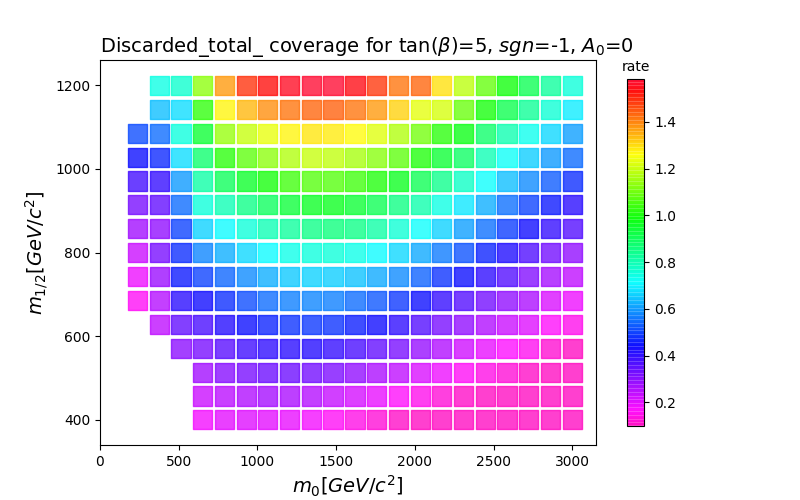 Discarded_total_ coverage for tan(β)=5, sgn=-1, A₀=0
rate
1200
1000
800
600
400
m₁/₂[GeV/c²]
0 500 1000 1500 2000 2500 3000
m₀[GeV/c²]
1.4
1.2
1.0
0.8
0.6
0.4
0.2